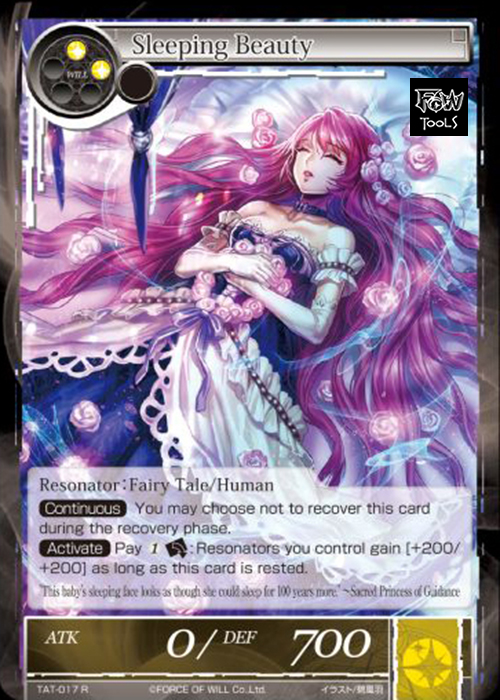 WILL
Sleeping Beauty
FOW
TOOLS
Resonator:Fairy Tale/Human
Continuous You may choose not to recover this card
during the recovery phase.
Activate Pay 1 :Resonators you control gain [+200/
+200] as long as this card is rested.
"This baby's sleeping face looks as though she could sleep for 100 years more." ~Sacred Princess of Guidance
ATK 0/ DEF 700
TAT-017 R ©FORCE OF WILL Co.,Ltd. イラスト/